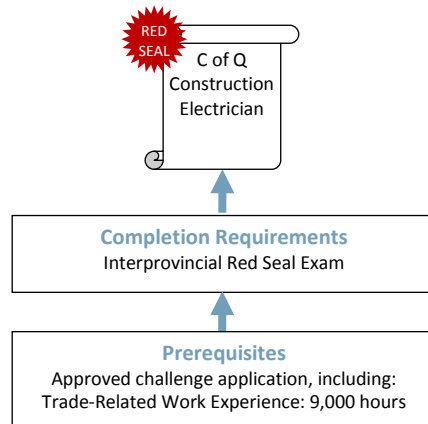 RED
SEAL
C of Q
Construction
Electrician
Completion Requirements
Interprovincial Red Seal Exam
Prerequisites
Approved challenge application, including:
Trade-Related Work Experience: 9,000 hours